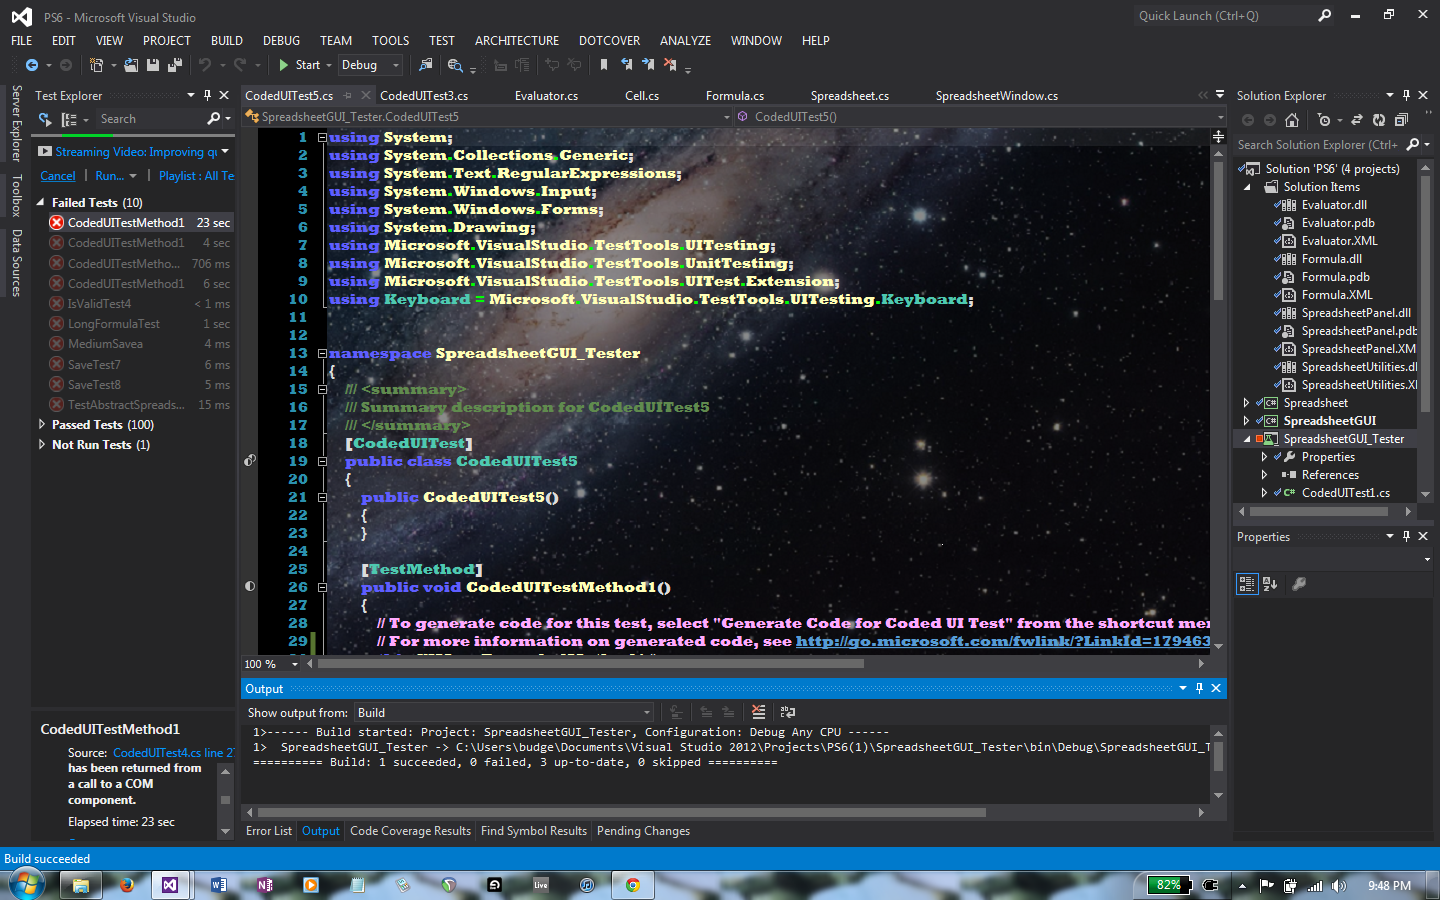 PS6 - Microsoft Visual Studio
Quick Launch (Ctrl+Q)
FILE EDIT VIEW PROJECT BUILD DEBUG TEAM TOOLS TEST ARCHITECTURE DOTCOVER ANALYZE WINDOW HELP
Start Debug
Server Explorer
Toolbox
Data Sources
Test Explorer
Search
Streaming Video: Improving
Cancel Run... Playlist : All Te
Failed Tests (10)
CodedUITestMethod1 23 sec
CodedUITestMethod1 4 sec
CodedUITestMetho... 706 ms
CodedUITestMethod1 6 sec
IsValidTest4 < 1 ms
LongFormulaTest 1 sec
MediumSavea 4 ms
SaveTest7 6 ms
SaveTest8 5 ms
TestAbstractSpreads... 15 ms
Passed Tests (100)
Not Run Tests (1)
CodedUITestMethod1
Source: CodedUITest4.cs line 2
has been returned from
a call to a COM
component.
Elapsed time: 23 sec
CodedUITest5.cs CodedUITest3.cs Evaluator.cs Cell.cs Formula.cs Spreadsheet.cs SpreadsheetWindow.cs
SpreadsheetGUI_Tester.CodedUITest5 CodedUITest5()
1 using System;
2 using System.Collections.Generic;
3 using System.Text.RegularExpressions;
4 using System.Windows.Input;
5 using System.Windows.Forms;
6 using System.Drawing;
7 using Microsoft.VisualStudio.TestTools.UITesting;
8 using Microsoft.VisualStudio.TestTools.UnitTesting;
9 using Microsoft.VisualStudio.TestTools.UITest.Extension;
10 using Keyboard = Microsoft.VisualStudio.TestTools.UITesting.Keyboard;
11
12
13 namespace SpreadsheetGUI_Tester
14 {
15 /// <summary>
16 /// Summary description for CodedUITest5
17 /// </summary>
18 [CodedUITest]
19 public class CodedUITest5
20 {
21 public CodedUITest5()
22 {
23 }
24
25 [TestMethod]
26 public void CodedUITestMethod1()
27 {
28 // To generate code for this test, select "Generate Code for Coded UI Test" from the shortcut me
29 // For more information on generated code, see http://go.microsoft.com/fwlink/?LinkId=179463
100 %
Output
Show output from: Build
1>------ Build started: Project: SpreadsheetGUI_Tester, Configuration: Debug Any CPU ------
1> SpreadsheetGUI_Tester -> C:\Users\budge\Documents\Visual Studio 2012\Projects\PS6(1)\SpreadsheetGUI_Tester\bin\Debug\SpreadsheetGUI_T
========== Build: 1 succeeded, 0 failed, 3 up-to-date, 0 skipped ==========
Error List Output Code Coverage Results Find Symbol Results Pending Changes
Solution Explorer
Search Solution Explorer (Ctrl+
Solution 'PS6' (4 projects)
Solution Items
Evaluator.dll
Evaluator.pdb
Evaluator.XML
Formula.dll
Formula.pdb
Formula.XML
SpreadsheetPanel.dll
SpreadsheetPanel.pdb
SpreadsheetPanel.XM
SpreadsheetUtilities.dl
SpreadsheetUtilities.XI
Spreadsheet
SpreadsheetGUI
SpreadsheetGUI_Tester
Properties
References
CodedUITest1.cs
Properties
Build succeeded
Live
82%
9:48 PM